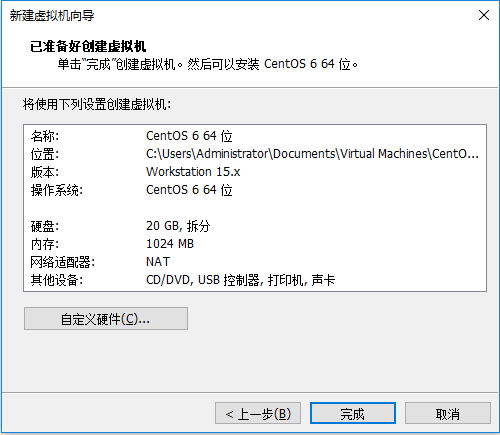 新建虚拟机向导
已准备好创建虚拟机
单击“完成”创建虚拟机。然后可以安装 CentOS 6 64 位。
将使用下列设置创建虚拟机:
名称: CentOS 6 64 位
位置: C:\Users\Administrator\Documents\Virtual Machines\CentO...
版本: Workstation 15.x
操作系统: CentOS 6 64 位
硬盘: 20 GB, 拆分
内存: 1024 MB
网络适配器: NAT
其他设备: CD/DVD, USB 控制器, 打印机, 声卡
自定义硬件(C)...
< 上一步(B) 完成 取消